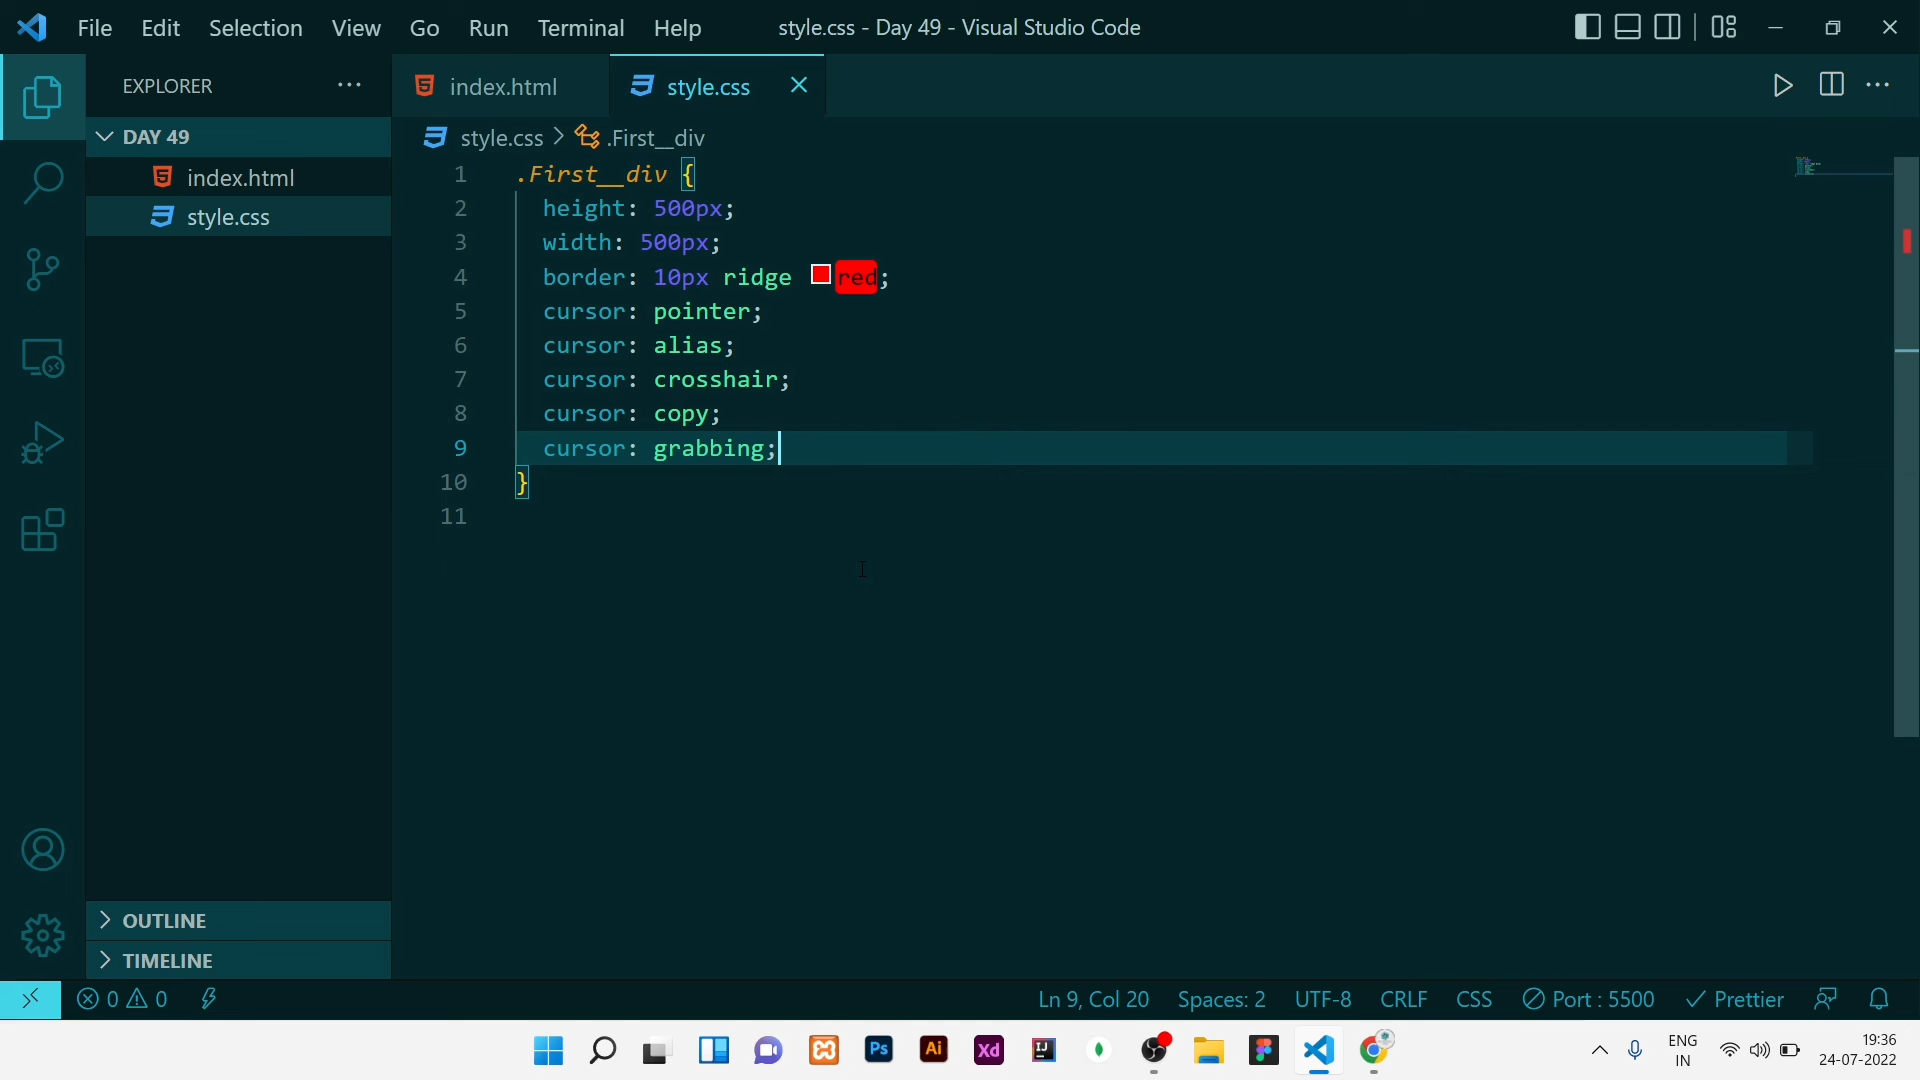 File Edit Selection View Go Run Terminal Help style.css - Day 49 - Visual Studio Code
EXPLORER
index.html style.css
DAY 49
index.html
style.css
style.css > .First__div
1 .First__div {
2 height: 500px;
3 width: 500px;
4 border: 10px ridge red;
5 cursor: pointer;
6 cursor: alias;
7 cursor: crosshair;
8 cursor: copy;
9 cursor: grabbing;
10 }
11
OUTLINE
TIMELINE
0 0 Ln 9, Col 20 Spaces: 2 UTF-8 CRLF CSS Port : 5500 Prettier
Ps Ai Xd IJ
ENG
IN
19:36
24-07-2022